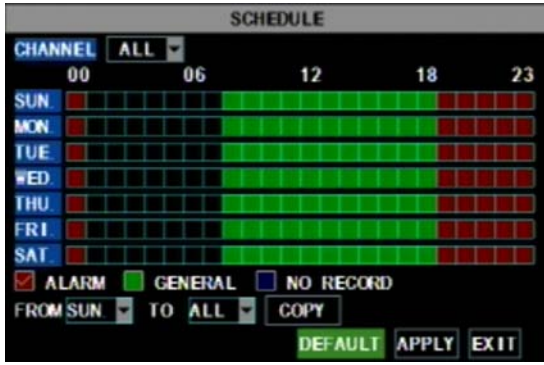 SCHEDULE
CHANNEL ALL
00 06 12 18 23
SUN.
MON.
TUE.
WED.
THU.
FRI.
SAT.
ALARM GENERAL NO RECORD
FROM SUN. TO ALL COPY
DEFAULT APPLY EXIT